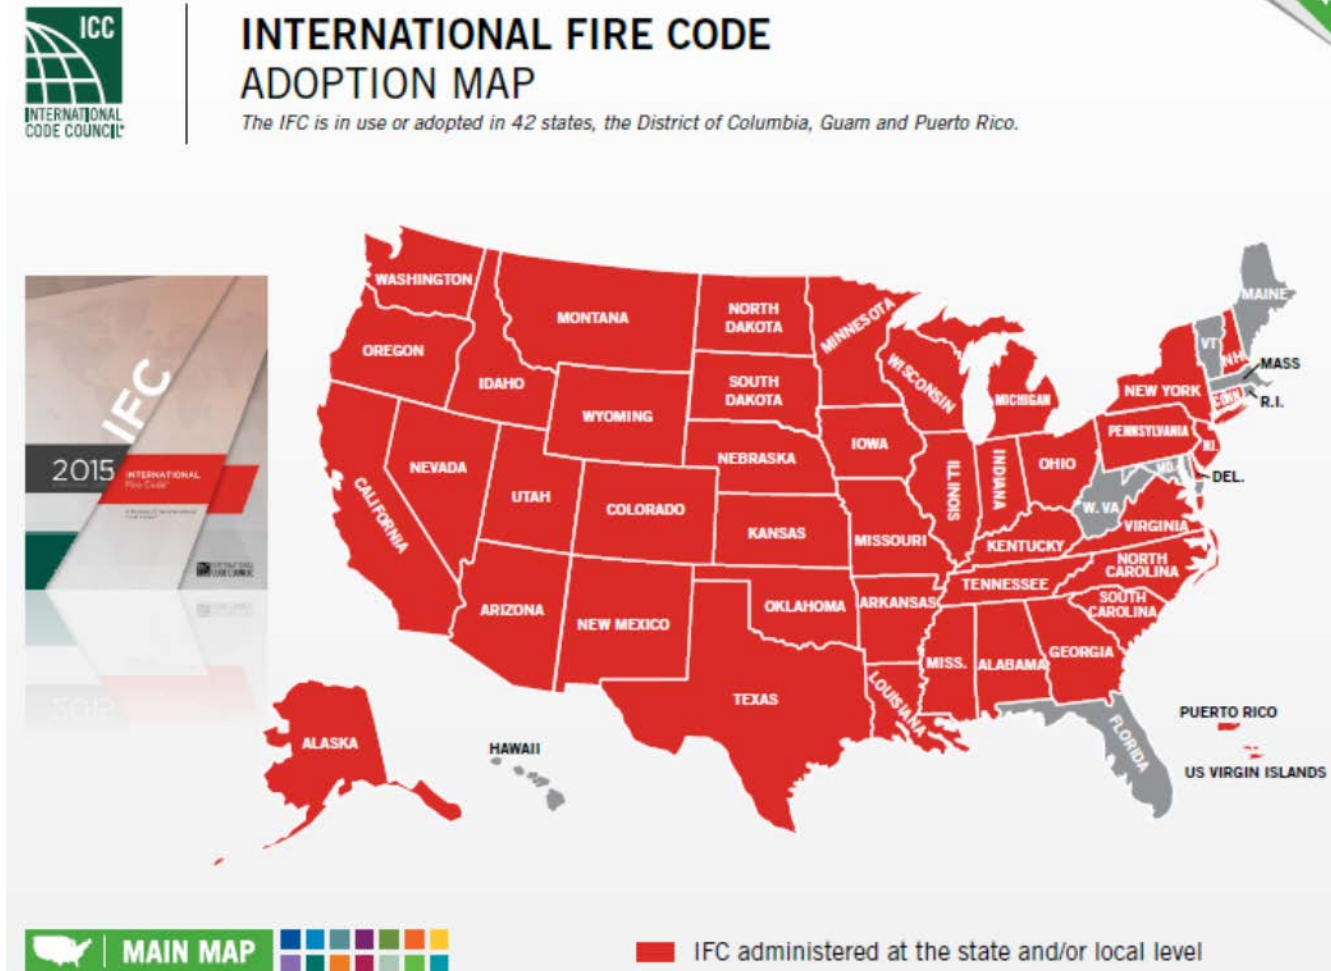 ICC
INTERNATIONAL
CODE COUNCIL®
INTERNATIONAL FIRE CODE
ADOPTION MAP
The IFC is in use or adopted in 42 states, the District of Columbia, Guam and Puerto Rico.
IFC
2015
INTERNATIONAL
Fire Code®
WASHINGTON
MONTANA
NORTH
DAKOTA
MINNESOTA
MAINE
VT
NH
MASS
OREGON
IDAHO
WYOMING
SOUTH
DAKOTA
WISCONSIN
MICHIGAN
NEW YORK
CONN
R.I.
NEVADA
UTAH
COLORADO
NEBRASKA
IOWA
ILLINOIS
INDIANA
OHIO
PENNSYLVANIA
N.J.
MD.
DEL.
CALIFORNIA
KANSAS
MISSOURI
KENTUCKY
W. VA
VIRGINIA
NORTH
CAROLINA
TENNESSEE
SOUTH
CAROLINA
ARIZONA
NEW MEXICO
OKLAHOMA
ARKANSAS
MISS.
ALABAMA
GEORGIA
TEXAS
LOUISIANA
FLORIDA
PUERTO RICO
US VIRGIN ISLANDS
ALASKA
HAWAII
MAIN MAP
IFC administered at the state and/or local level